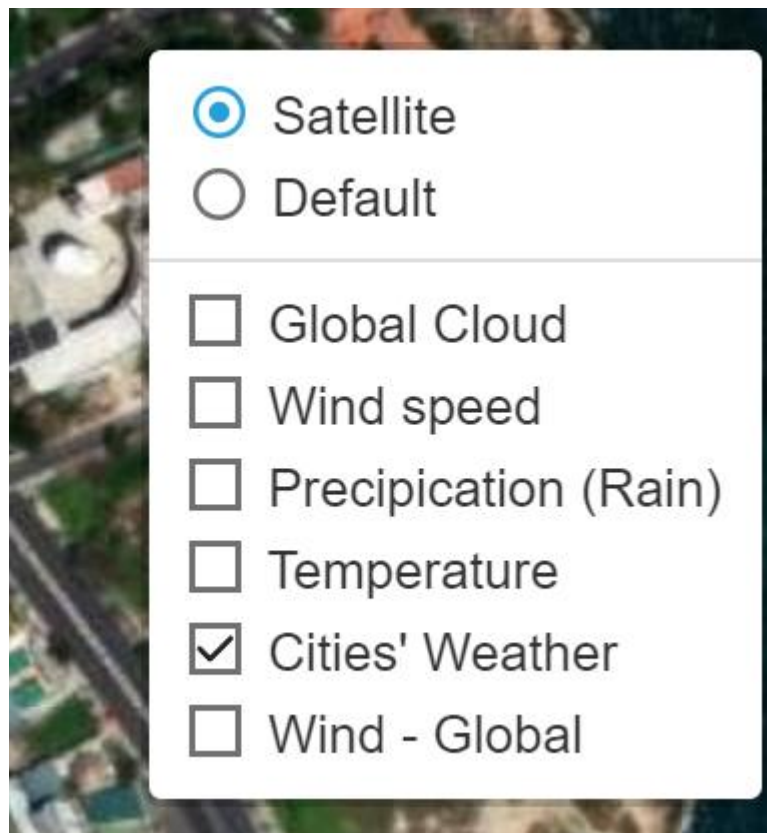 Satellite
Default
Global Cloud
Wind speed
Precipication (Rain)
Temperature
Cities' Weather
Wind - Global